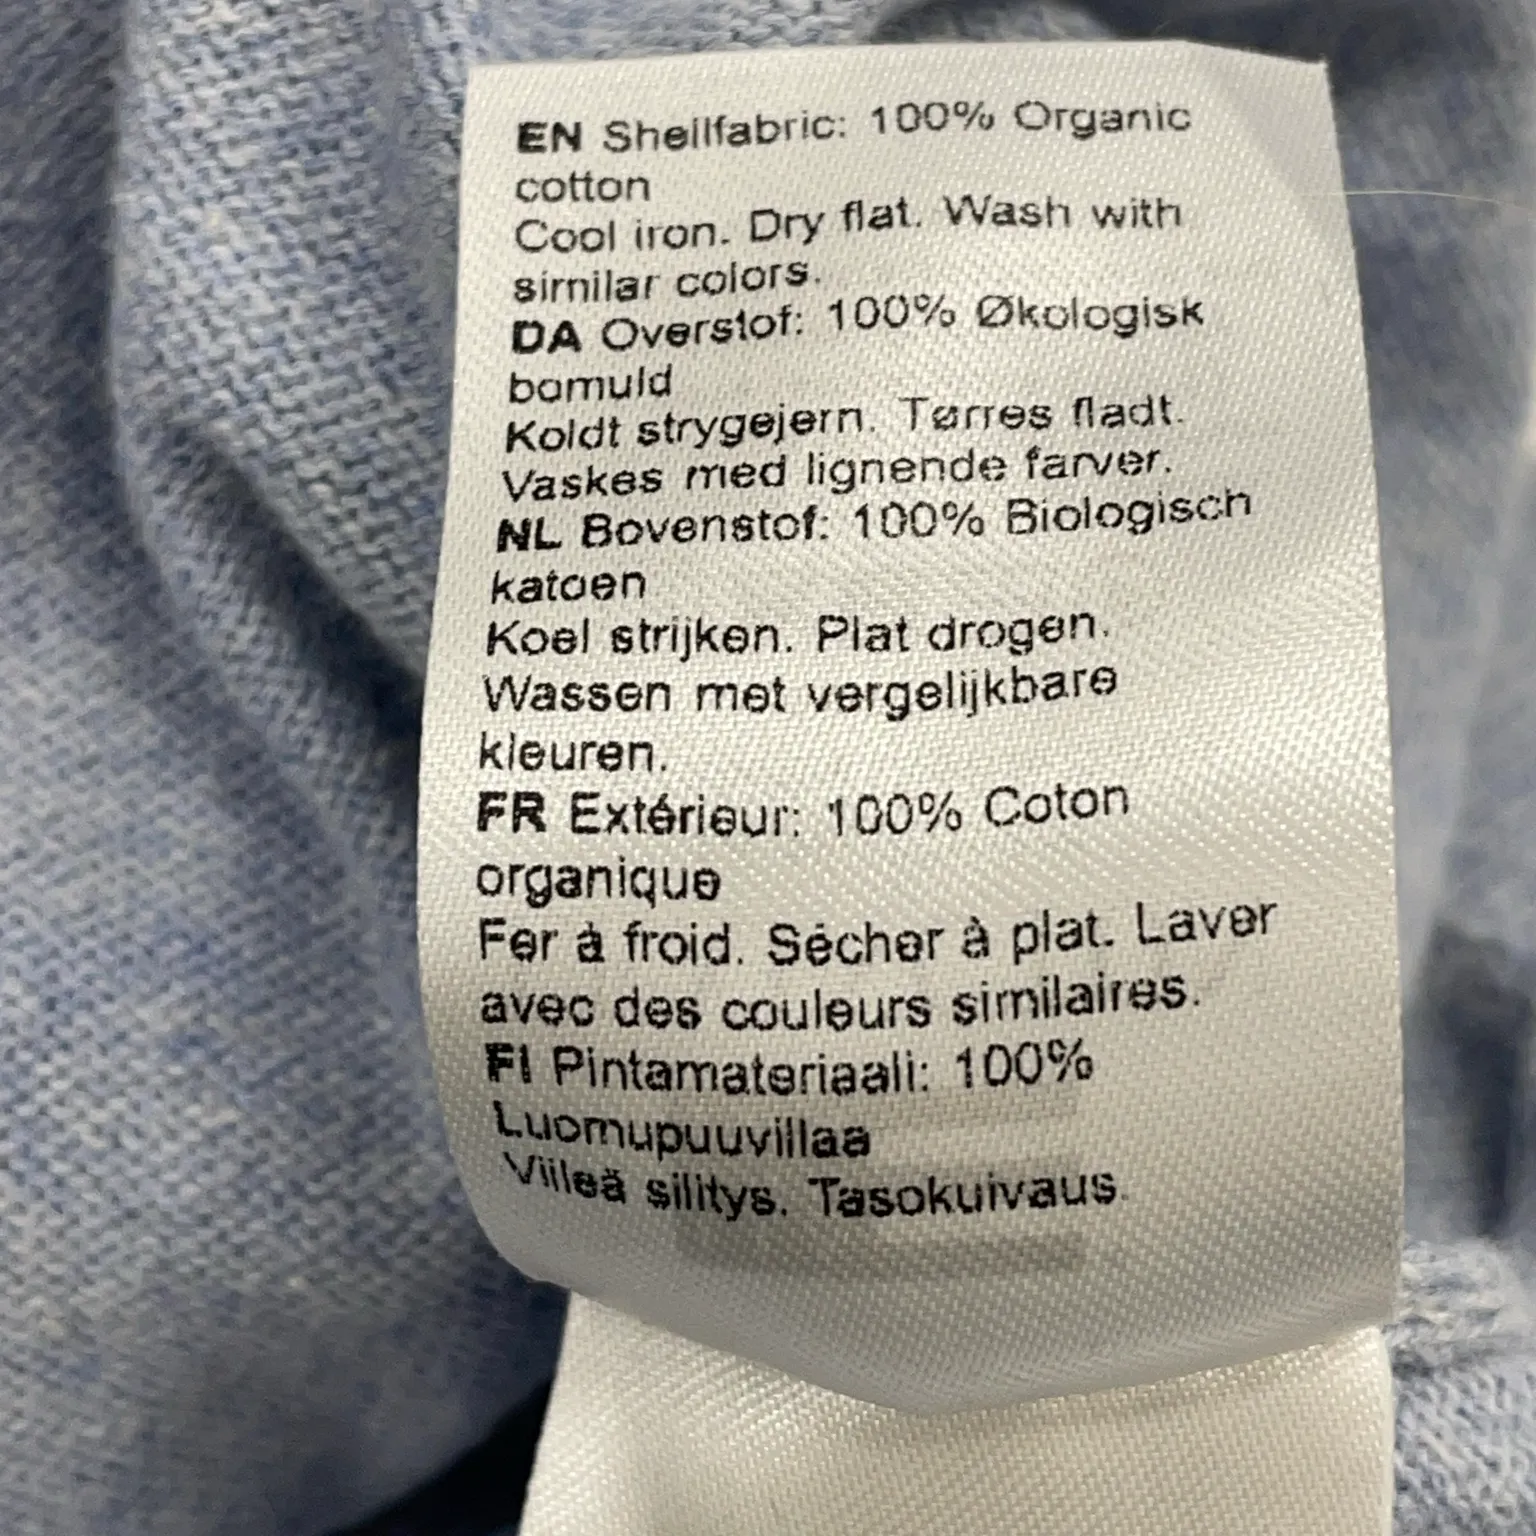 EN Shellfabric: 100% Organic
cotton
Cool iron. Dry flat. Wash with
similar colors.
DA Overstof: 100% Økologisk
bomuld
Koldt strygejern. Tørres fladt.
Vaskes med lignende farver.
NL Bovenstof: 100% Biologisch
katoen
Koel strijken. Plat drogen.
Wassen met vergelijkbare
kleuren.
FR Extérieur: 100% Coton
organique
Fer à froid. Sécher à plat. Laver
avec des couleurs similaires.
FI Pintamateriaali: 100%
Luomupuuvillaa
Viileä silitys. Tasokuivaus.